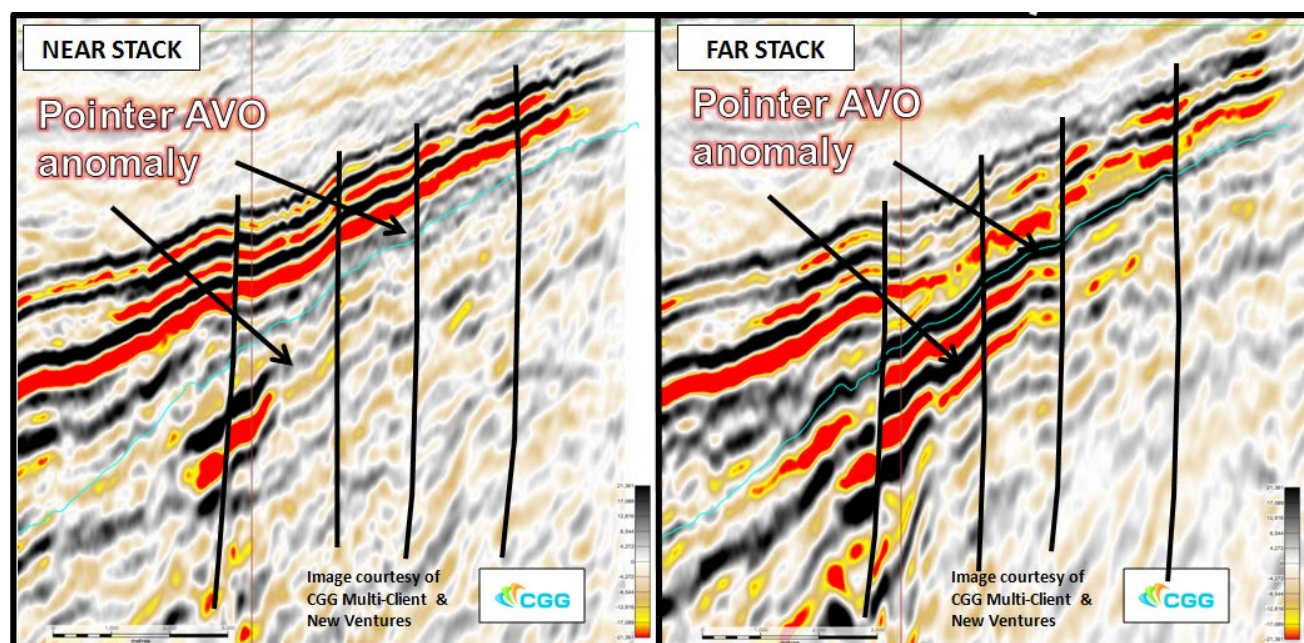 NEAR STACK
Pointer AVO
anomaly
Image courtesy of
CGG Multi-Client &
New Ventures
CGG
FAR STACK
Pointer AVO
anomaly
Image courtesy of
CGG Multi-Client &
New Ventures
CGG